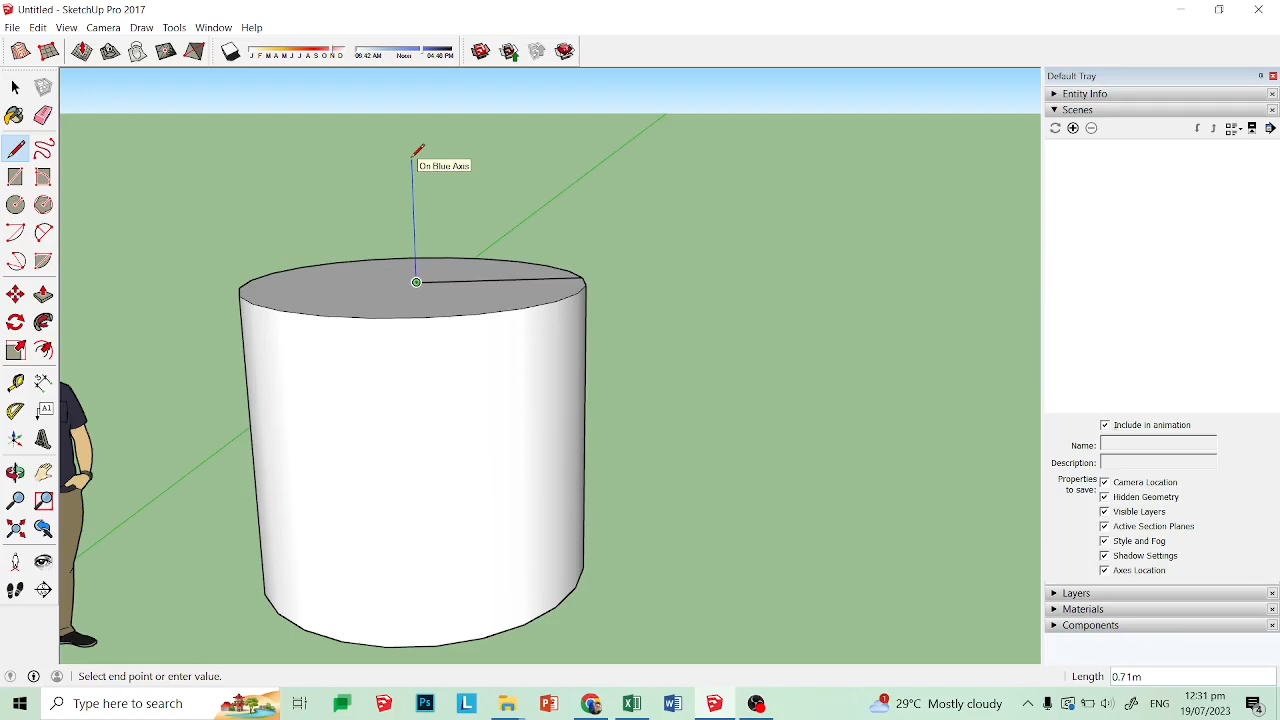 Untitled - SketchUp Pro 2017
File Edit View Camera Draw Tools Window Help
J F M A M J J A S O N D
06:42 AM Noon 04:46 PM
Default Tray
Entity Info
Scenes
On Blue Axis
A1
Include in animation
Name:
Description:
Properties to save:
Camera Location
Hidden Geometry
Visible Layers
Active Section Planes
Style and Fog
Shadow Settings
Axes Location
Layers
Materials
Components
Select end point or enter value.
Length 0.71m
Type here to search
Ps
L
29°C Mostly cloudy
ENG
12:31 pm
19/07/2023
4